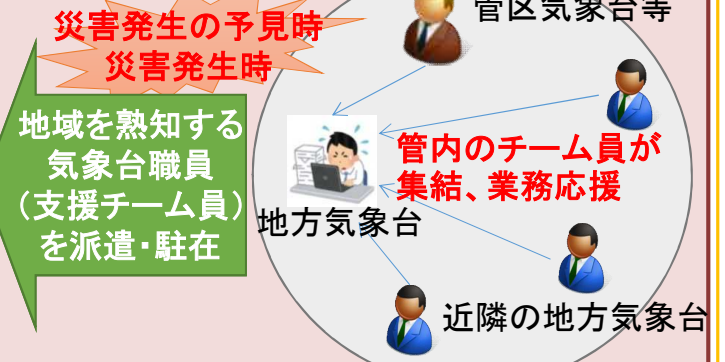 管区気象台等
災害発生の予見時
災害発生時
地域を熟知する
気象台職員
（支援チーム員）
を派遣・駐在
管内のチーム員が
集結、業務応援
地方気象台
近隣の地方気象台